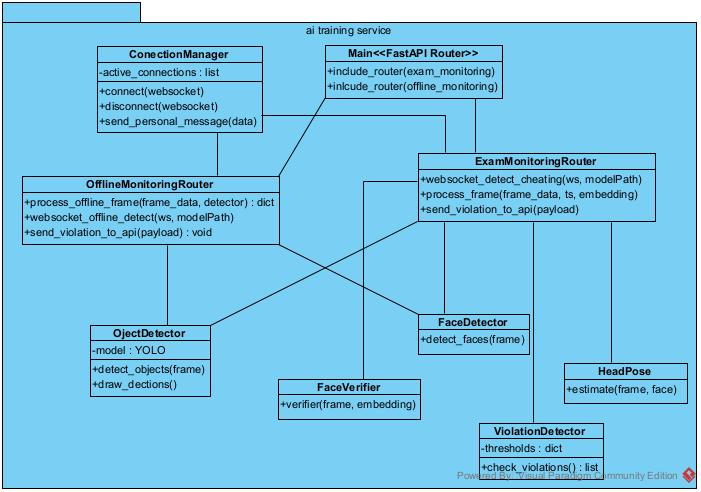 ai training service
ConectionManager
-active_connections : list
+connect(websocket)
+disconnect(websocket)
+send_personal_message(data)
Main<<FastAPI Router>>
+include_router(exam_monitoring)
+inlcude_router(offline_monitoring)
OfflineMonitoringRouter
+process_offline_frame(frame_data, detector) : dict
+websocket_offline_detect(ws, modelPath)
+send_violation_to_api(payload) : void
ExamMonitoringRouter
+websocket_detect_cheating(ws, modelPath)
+process_frame(frame_data, ts, embedding)
+send_violation_to_api(payload)
OjectDetector
-model : YOLO
+detect_objects(frame)
+draw_dections()
FaceDetector
+detect_faces(frame)
FaceVerifier
+verifier(frame, embedding)
HeadPose
+estimate(frame, face)
ViolationDetector
-thresholds : dict
+check_violations() : list
Powered By: Visual Paradigm Community Edition